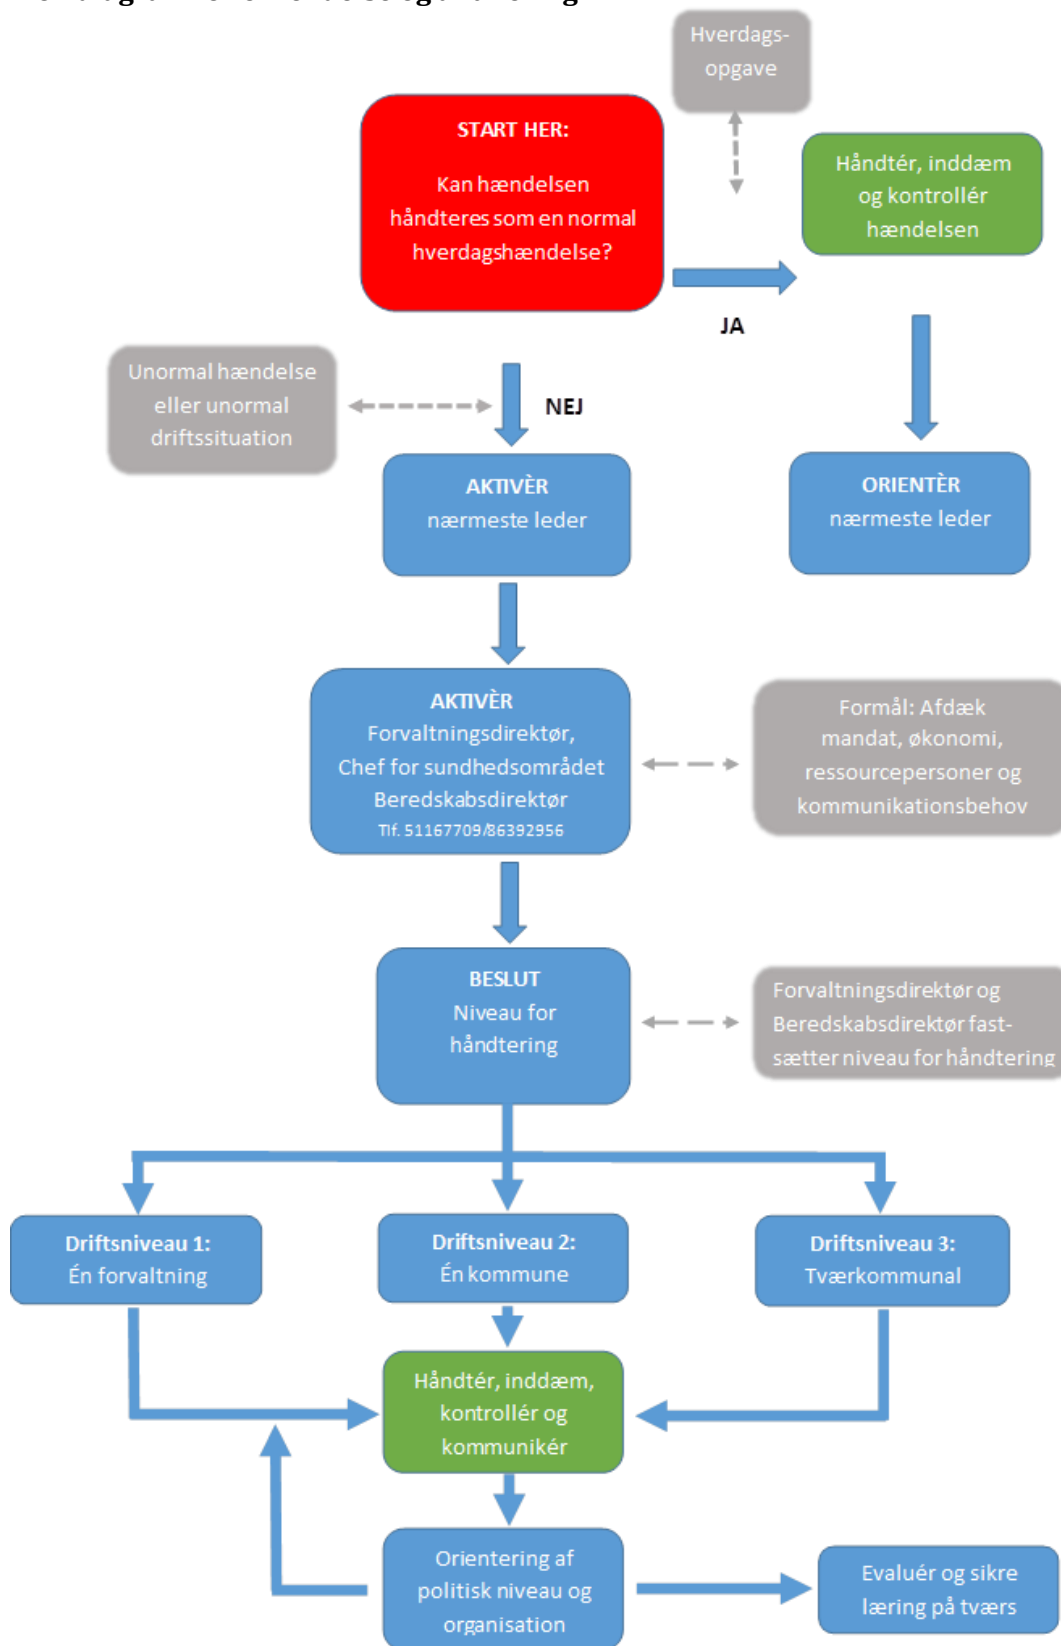 Hverdags-
opgave
START HER:
Kan hændelsen
håndteres som en normal
hverdagshændelse?
Håndtér, inddæm
og kontrollér
hændelsen
JA
Unormal hændelse
eller unormal
driftssituation
NEJ
AKTIVÈR
nærmeste leder
ORIENTÈR
nærmeste leder
AKTIVÈR
Forvaltningsdirektør,
Chef for sundhedsområdet
Beredskabsdirektør
Tlf. 51167709/86392956
Formål: Afdæk
mandat, økonomi,
ressourcepersoner og
kommunikationsbehov
BESLUT
Niveau for
håndtering
Forvaltningsdirektør og
Beredskabsdirektør fast-
sætter niveau for håndtering
Driftsniveau 1:
Én forvaltning
Driftsniveau 2:
Én kommune
Driftsniveau 3:
Tværkommunal
Håndtér, inddæm,
kontrollér og
kommunikér
Orientering af
politisk niveau og
organisation
Evaluér og sikre
læring på tværs